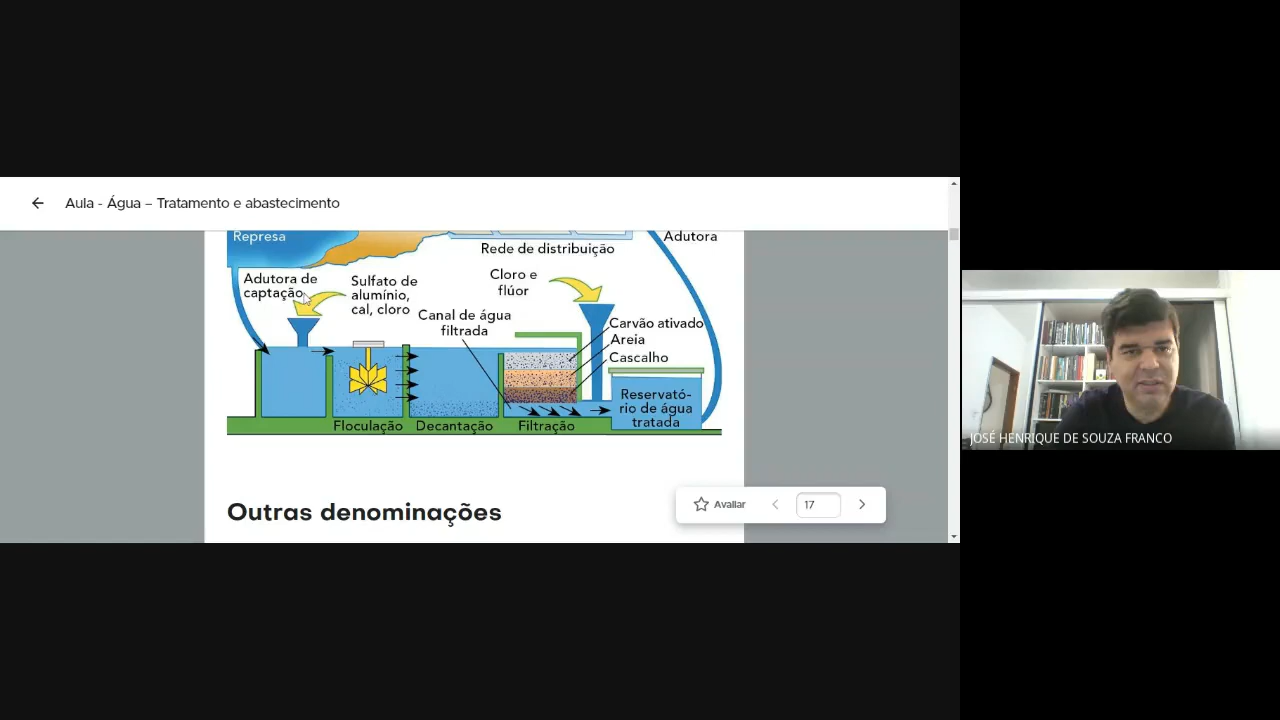 Aula - Água – Tratamento e abastecimento
Represa
Rede de distribuição
Adutora
Adutora de
captação
Sulfato de
alumínio,
cal, cloro
Canal de água
filtrada
Cloro e
flúor
Carvão ativado
Areia
Cascalho
Reservató-
rio de água
tratada
Floculação
Decantação
Filtração
Outras denominações
Avaliar
17
JOSÉ HENRIQUE DE SOUZA FRANCO